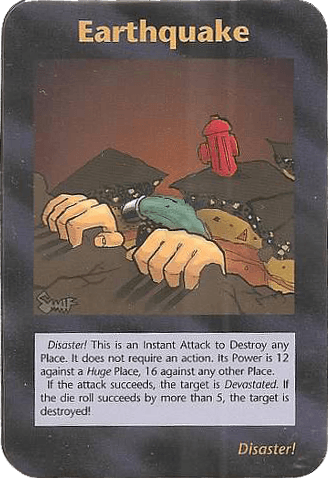 Earthquake
Disaster! This is an Instant Attack to Destroy any
Place. It does not require an action. Its Power is 12
against a Huge Place, 16 against any other Place.
If the attack succeeds, the target is Devastated. If
the die roll succeeds by more than 5, the target is
destroyed!
Disaster!